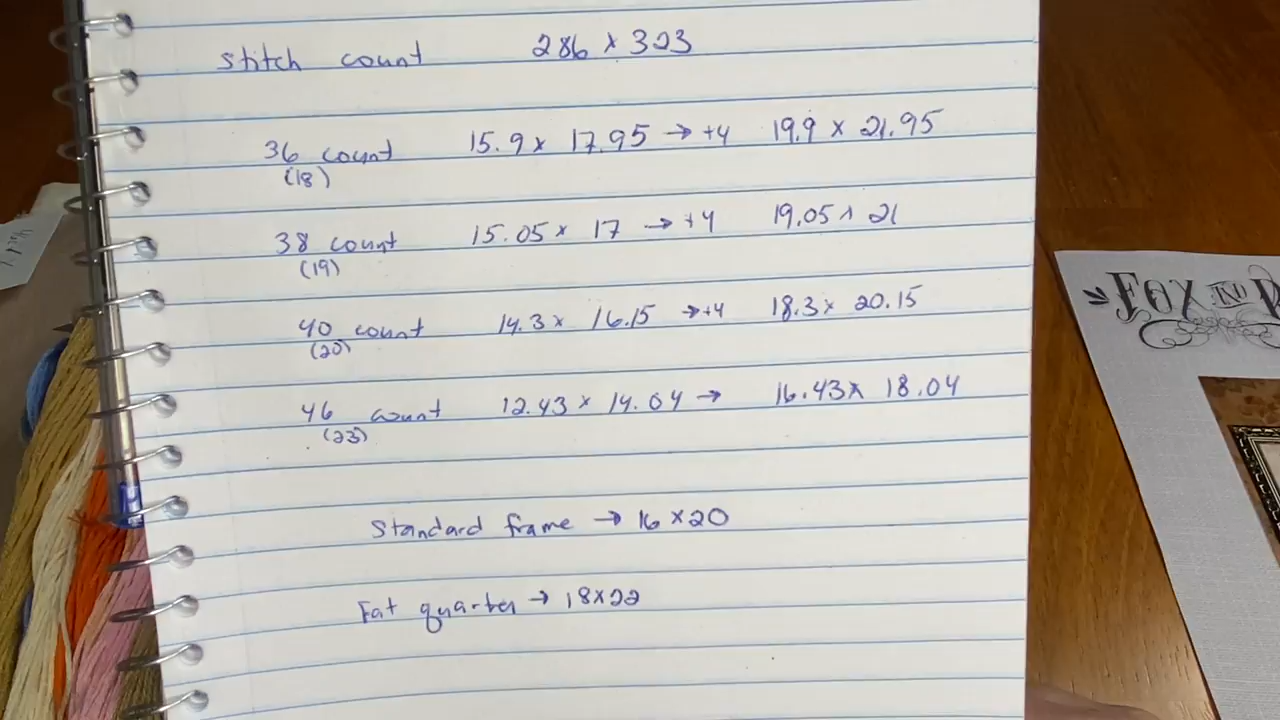 stitch count 286 x 323
36 count 15.9 x 17.95 → +4 19.9 x 21.95
(18)
38 count 15.05 x 17 → +4 19.05 x 21
(19)
40 count 14.3 x 16.15 → +4 18.3 x 20.15
(20)
46 count 12.43 x 14.04 → 16.43 x 18.04
(23)
Standard frame → 16 x 20
Fat quarter → 18 x 22
FOX AND